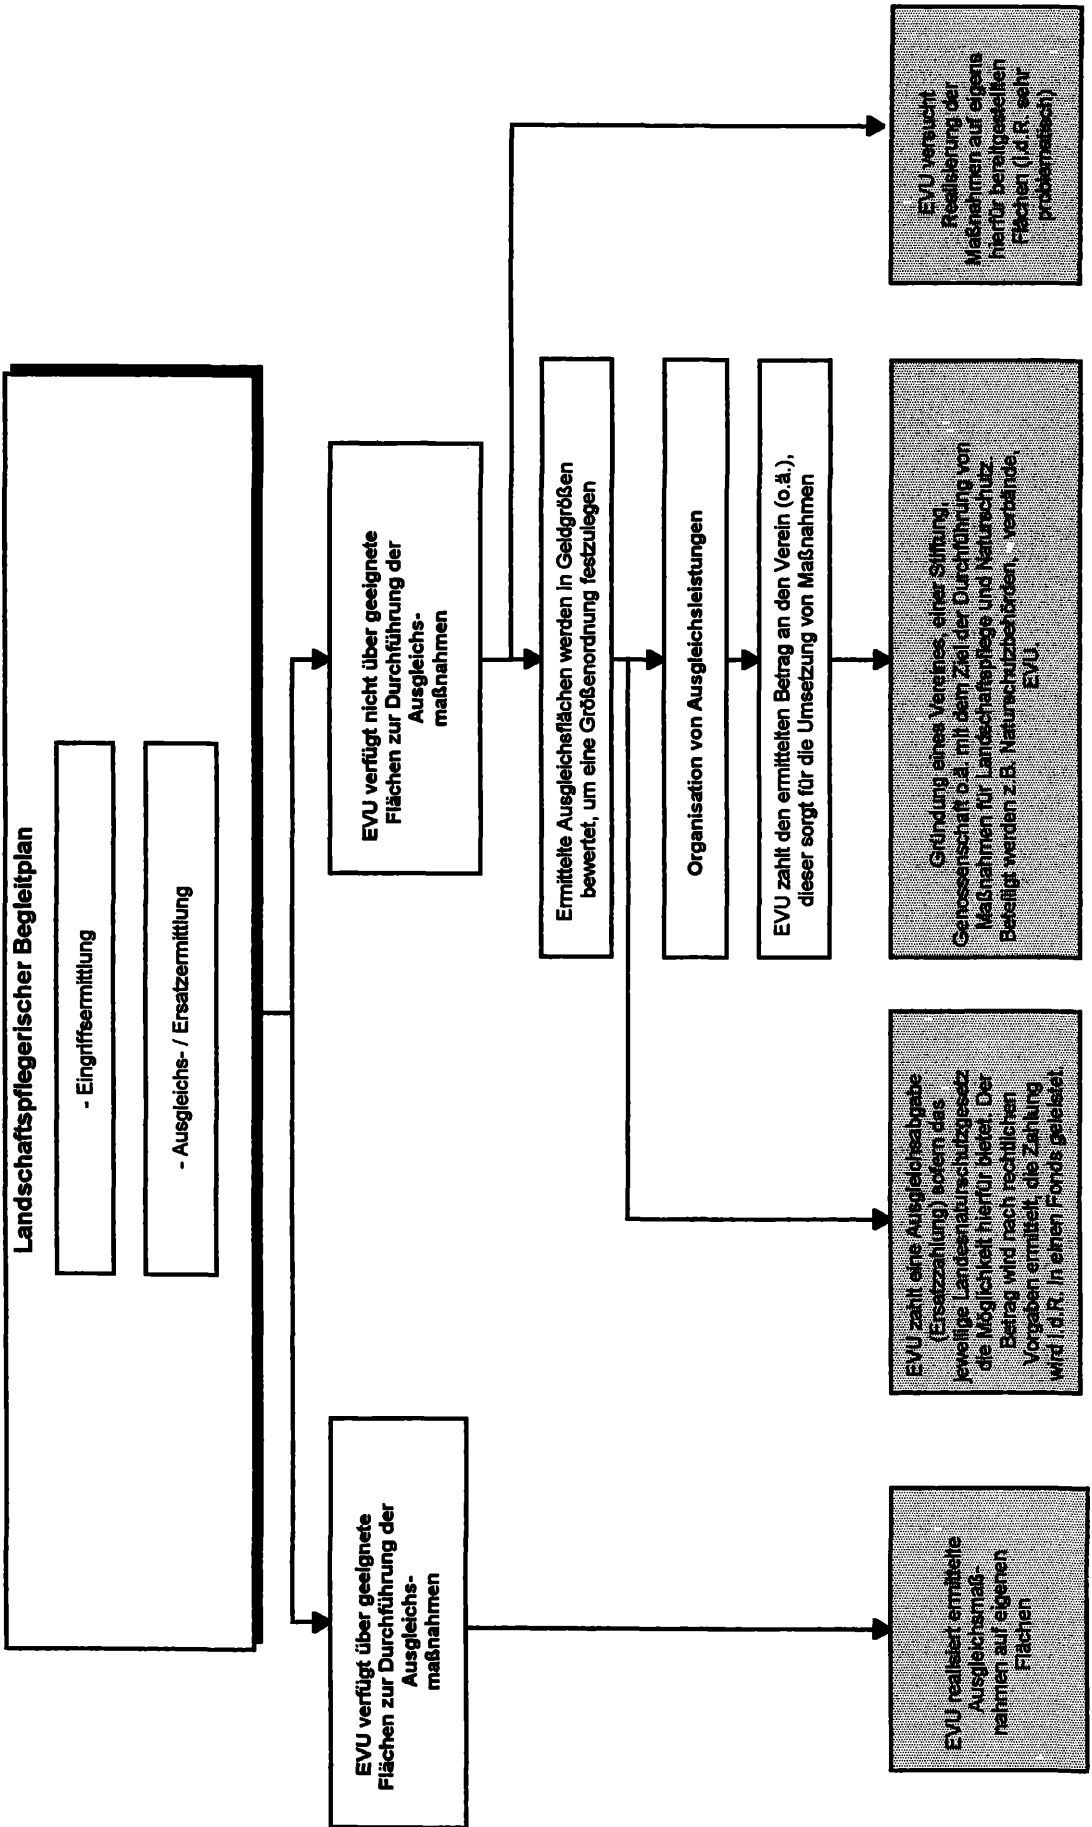 Landschaftspflegerischer Begleitplan
- Eingriffsermittlung
- Ausgleichs- / Ersatzermittlung
EVU verfügt über geeignete
Flächen zur Durchführung der
Ausgleichs-
maßnahmen
EVU verfügt nicht über geeignete
Flächen zur Durchführung der
Ausgleichs-
maßnahmen
Ermittelte Ausgleichsflächen werden in Geldgrößen
bewertet, um eine Größenordnung festzulegen
Organisation von Ausgleichsleistungen
EVU zahlt den ermittelten Betrag an den Verein (o.ä.),
dieser sorgt für die Umsetzung von Maßnahmen
EVU realisiert ermittelte
Ausgleichsmaß-
nahmen auf eigenen
Flächen
EVU zahlt eine Ausgleichsabgabe
(Ersatzzahlung) sofern das
jeweilige Landesnaturschutzgesetz
die Möglichkeit hierfür bietet. Der
Betrag wird nach rechtlichen
Vorgaben ermittelt, die Zahlung
wird i.d.R. in einen Fonds geleistet.
Gründung eines Vereines, einer Stiftung,
Genossenschaft o.ä. mit dem Ziel der Durchführung von
Maßnahmen für Landschaftspflege und Naturschutz.
Beteiligt werden z.B. Naturschutzbehörden, -verbände,
EVU.
EVU versucht
Realisierung der
Maßnahmen auf eigens
hierfür bereitgestellten
Flächen (i.d.R. sehr
problematisch)